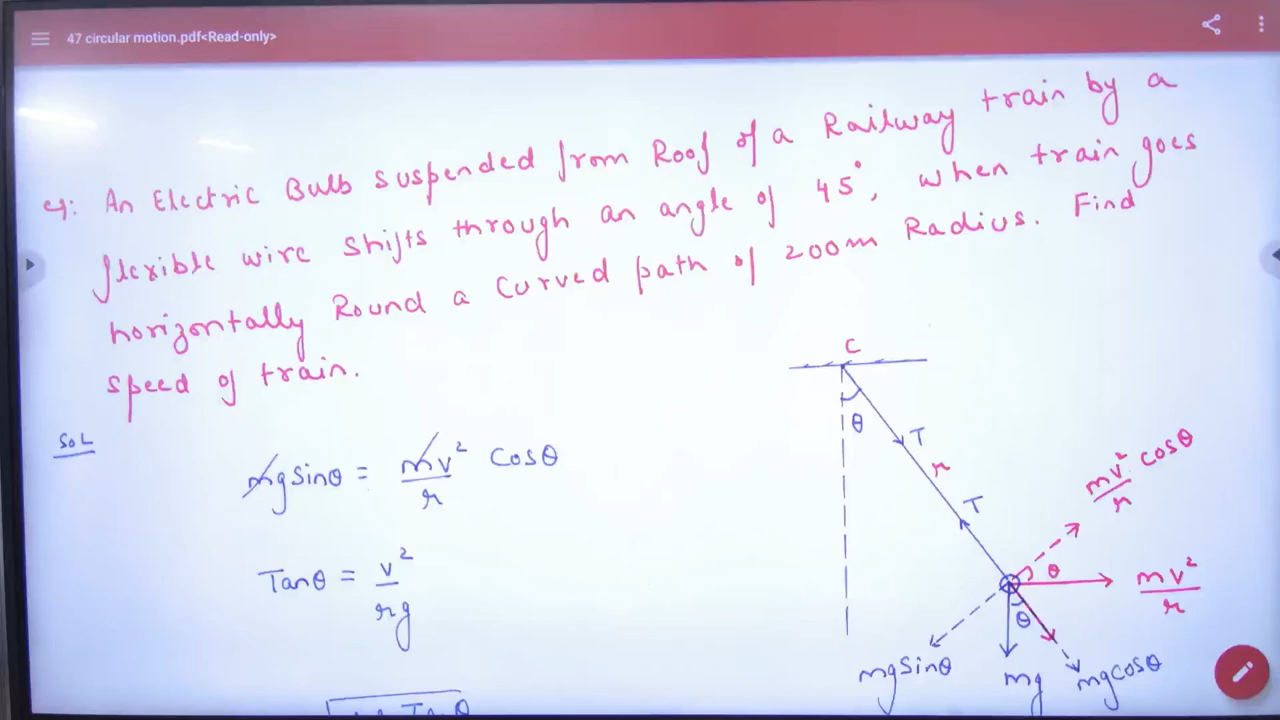 47 circular motion.pdf<Read-only>
eg: An Electric Bulb suspended from Roof of a Railway train by a
flexible wire shifts through an angle of 45°, when train goes
horizontally Round a curved path of 200m Radius. Find
speed of train.
SOL
mgsinθ = mv²/r cosθ
Tanθ = v²/rg
C
θ
T
r
T
mv²/r cosθ
θ
mv²/r
θ
mgsinθ
mg
mgcosθ